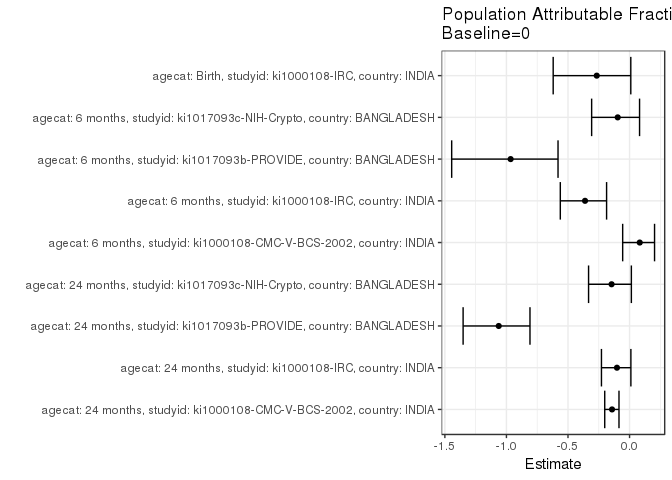 Population Attributable Fracti
Baseline=0
agecat: Birth, studyid: ki1000108-IRC, country: INDIA
agecat: 6 months, studyid: ki1017093c-NIH-Crypto, country: BANGLADESH
agecat: 6 months, studyid: ki1017093b-PROVIDE, country: BANGLADESH
agecat: 6 months, studyid: ki1000108-IRC, country: INDIA
agecat: 6 months, studyid: ki1000108-CMC-V-BCS-2002, country: INDIA
agecat: 24 months, studyid: ki1017093c-NIH-Crypto, country: BANGLADESH
agecat: 24 months, studyid: ki1017093b-PROVIDE, country: BANGLADESH
agecat: 24 months, studyid: ki1000108-IRC, country: INDIA
agecat: 24 months, studyid: ki1000108-CMC-V-BCS-2002, country: INDIA
-1.5 -1.0 -0.5 0.0
Estimate